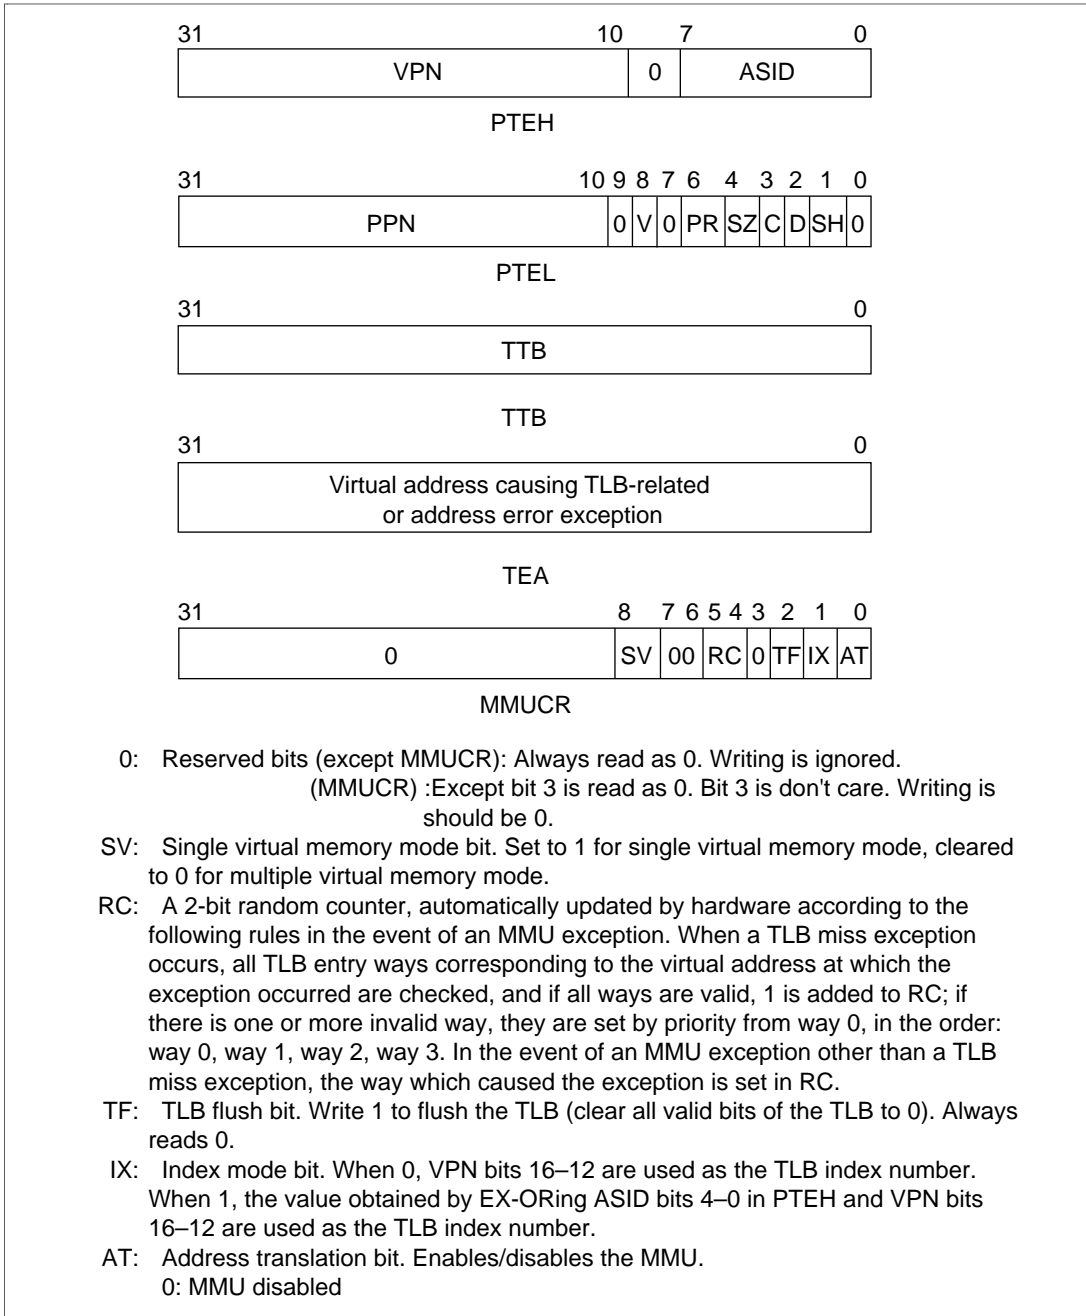 31 10 7 0
VPN 0 ASID
PTEH
31 10 9 8 7 6 4 3 2 1 0
PPN 0 V 0 PR SZ C D SH 0
PTEL
31 0
TTB
TTB
31 0
Virtual address causing TLB-related
or address error exception
TEA
31 8 7 6 5 4 3 2 1 0
0 SV 00 RC 0 TF IX AT
MMUCR
0: Reserved bits (except MMUCR): Always read as 0. Writing is ignored.
(MMUCR) :Except bit 3 is read as 0. Bit 3 is don't care. Writing is
should be 0.
SV: Single virtual memory mode bit. Set to 1 for single virtual memory mode, cleared
to 0 for multiple virtual memory mode.
RC: A 2-bit random counter, automatically updated by hardware according to the
following rules in the event of an MMU exception. When a TLB miss exception
occurs, all TLB entry ways corresponding to the virtual address at which the
exception occurred are checked, and if all ways are valid, 1 is added to RC; if
there is one or more invalid way, they are set by priority from way 0, in the order:
way 0, way 1, way 2, way 3. In the event of an MMU exception other than a TLB
miss exception, the way which caused the exception is set in RC.
TF: TLB flush bit. Write 1 to flush the TLB (clear all valid bits of the TLB to 0). Always
reads 0.
IX: Index mode bit. When 0, VPN bits 16–12 are used as the TLB index number.
When 1, the value obtained by EX-ORing ASID bits 4–0 in PTEH and VPN bits
16–12 are used as the TLB index number.
AT: Address translation bit. Enables/disables the MMU.
0: MMU disabled